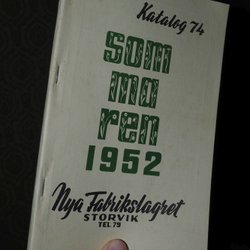 Katalog 74
som
ma
ren
1952
Nya Fabrikslagret
STORVIK
TEL 79